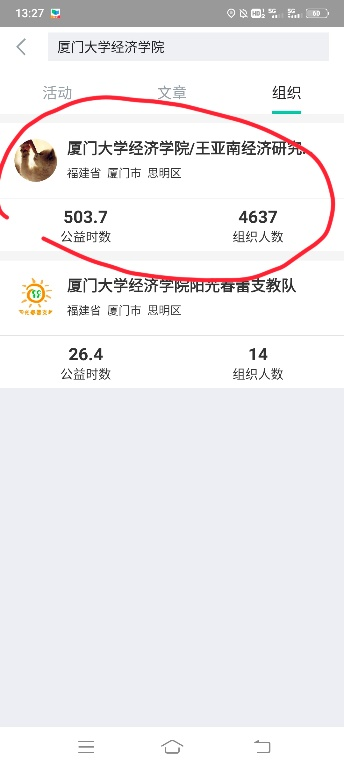 13:27
厦门大学经济学院
活动 文章 组织
厦门大学经济学院/王亚南经济研究...
福建省 厦门市 思明区
503.7 4637
公益时数 组织人数
厦门大学经济学院阳光春蕾支教队
福建省 厦门市 思明区
26.4 14
公益时数 组织人数